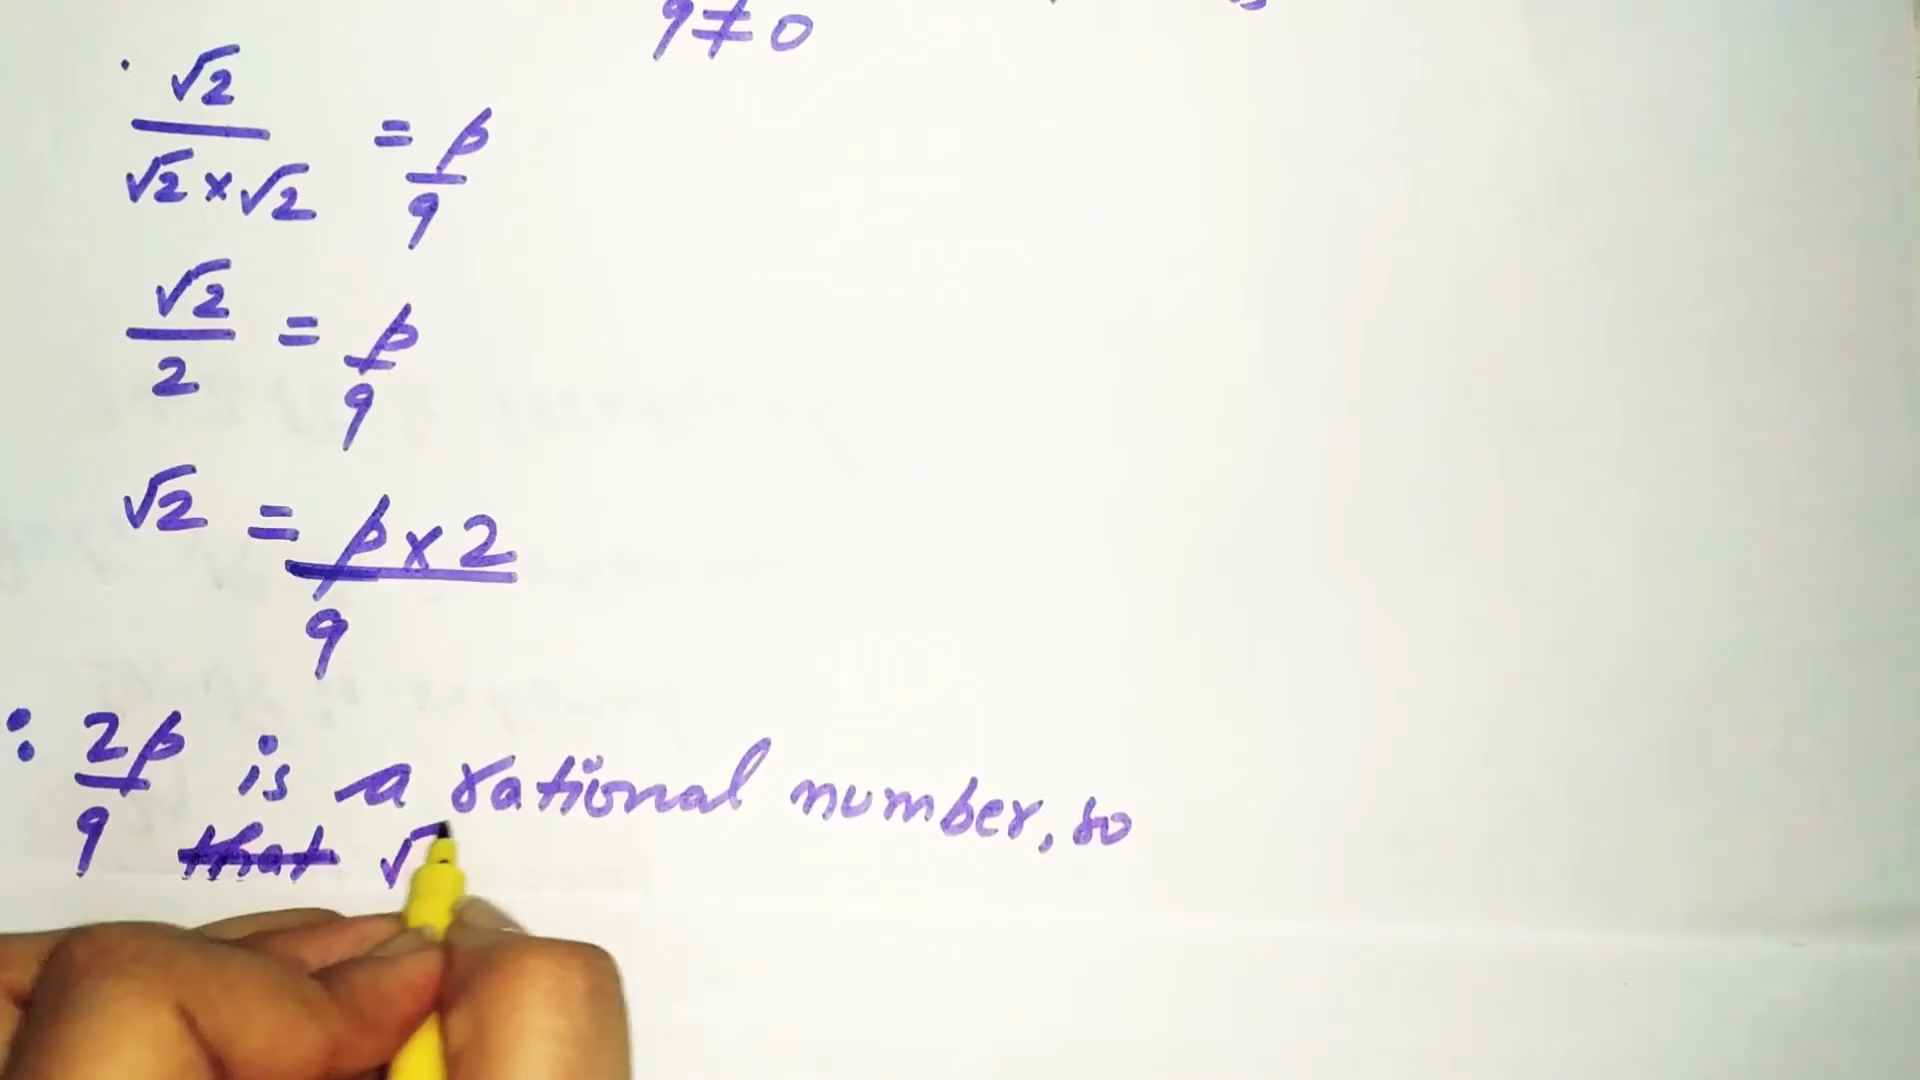 q≠0
√2/√2×√2 = p/q
√2/2 = p/q
√2 = p×2/q
: 2p/q is a rational number, so
that √